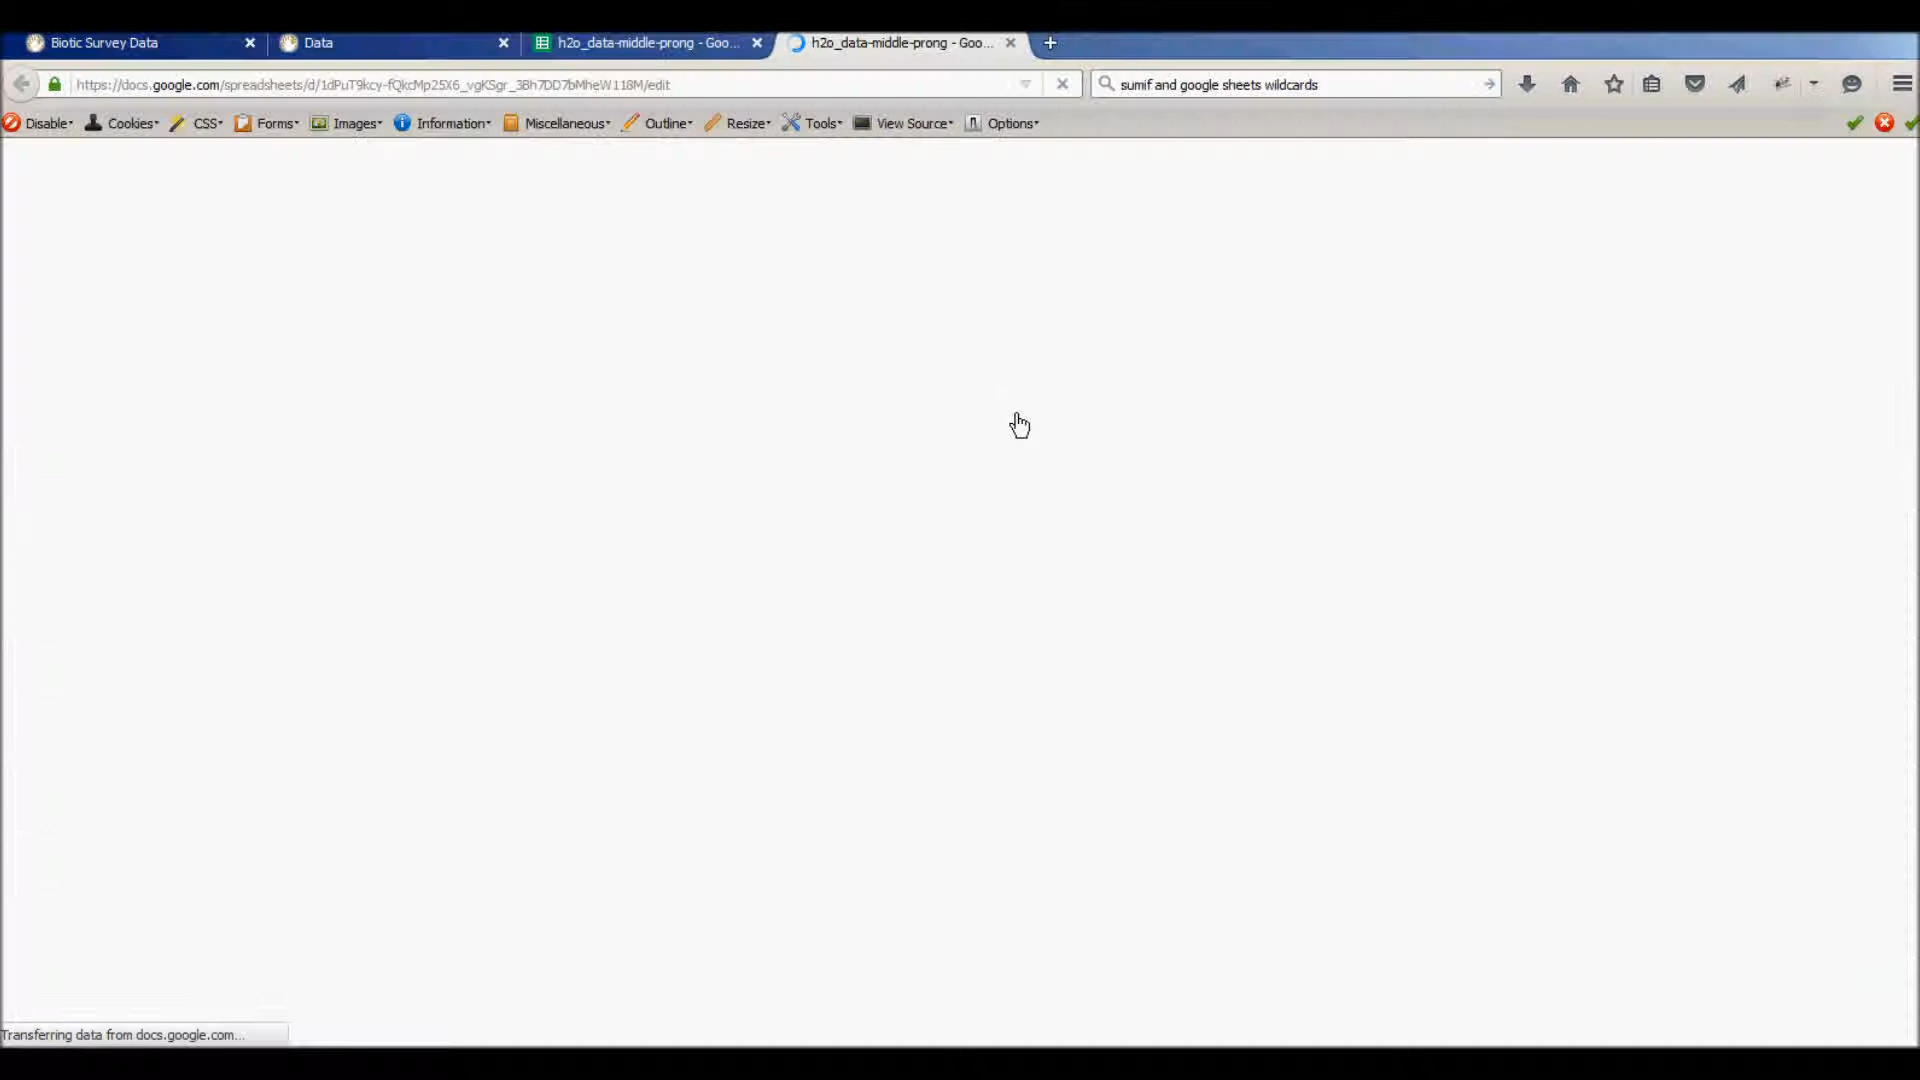 Biotic Survey Data
Data
h2o_data-middle-prong - Goo...
h2o_data-middle-prong - Goo...
https://docs.google.com/spreadsheets/d/1dPuT9kcy-fQkcMp25X6_vgKSgr_3Bh7DD7bMheW118M/edit
sumif and google sheets wildcards
Disable
Cookies
CSS
Forms
Images
Information
Miscellaneous
Outline
Resize
Tools
View Source
Options
Transferring data from docs.google.com...